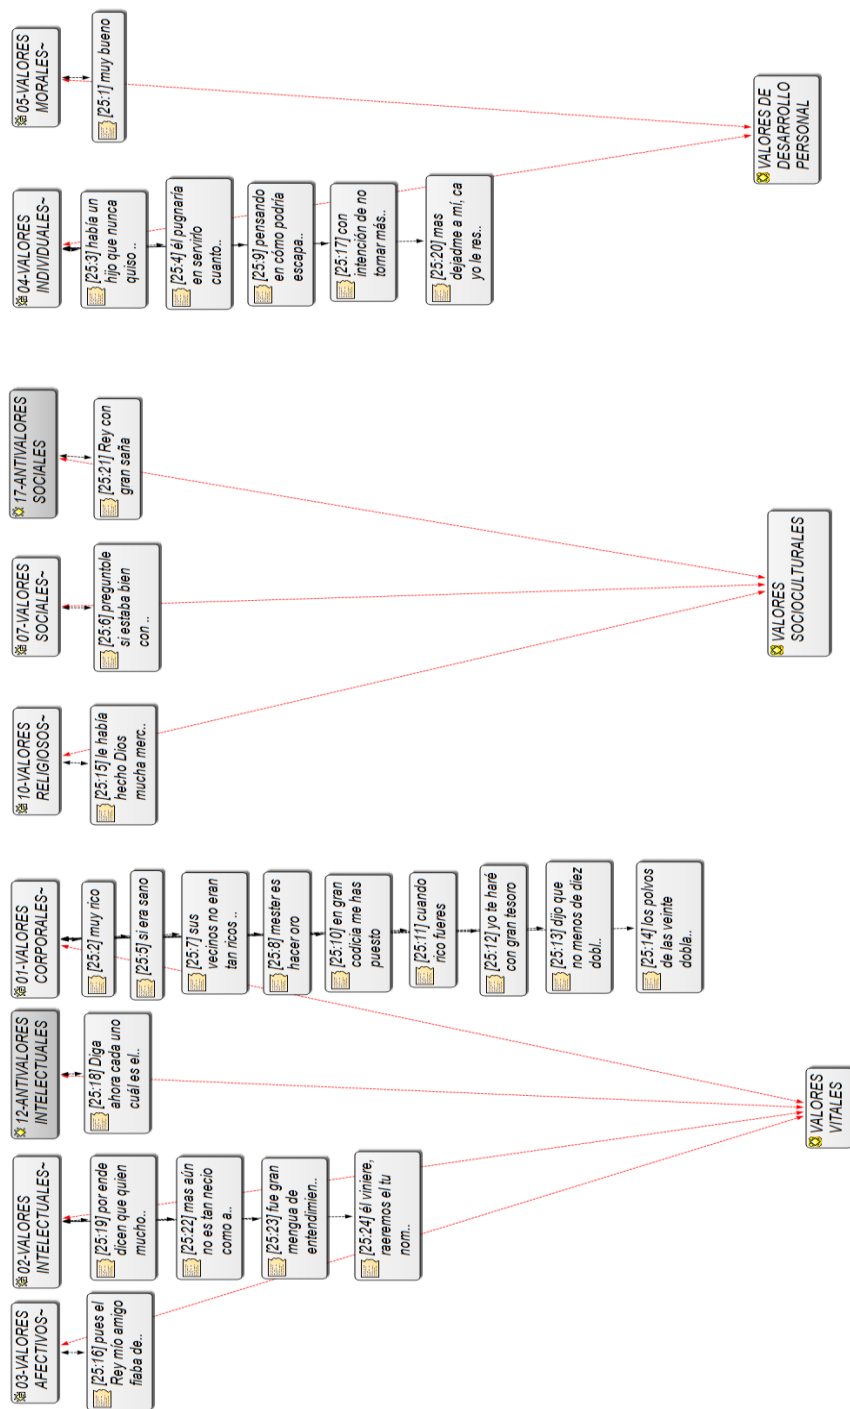 03-VALORES
AFECTIVOS~
[25:16] pues el
Rey mío amigo
fiaba de..
02-VALORES
INTELECTUALES~
[25:19] por ende
dicen que quien
mucho..
[25:22] mas aún
no es tan necio
como a..
[25:23] fue gran
mengua de
entendimien..
[25:24] él viniere,
raeremos el tu
nom..
12-ANTIVALORES
INTELECTUALES
[25:18] Diga
ahora cada uno
cuál es el..
01-VALORES
CORPORALES~
[25:2] muy rico
[25:5] si era sano
[25:7] sus
vecinos no eran
tan ricos ..
[25:8] mester es
hacer oro
[25:10] en gran
codicia me has
puesto
[25:11] cuando
rico fueres
[25:12] yo te haré
con gran tesoro
[25:13] dijo que
no menos de diez
dobl..
[25:14] los polvos
de las veinte
dobla..
VALORES
VITALES
10-VALORES
RELIGIOSOS~
[25:15] le había
hecho Dios
mucha merc..
07-VALORES
SOCIALES~
[25:6] preguntole
si estaba bien
con ..
17-ANTIVALORES
SOCIALES
[25:21] Rey con
gran saña
VALORES
SOCIOCULTURALES
04-VALORES
INDIVIDUALES~
[25:3] había un
hijo que nunca
quiso ..
[25:4] él pugnaría
en servirlo
cuanto..
[25:9] pensando
en cómo podría
escapa..
[25:17] con
intención de no
tornar más..
[25:20] mas
dejadme a mí, ca
yo le res..
05-VALORES
MORALES~
[25:1] muy bueno
VALORES DE
DESARROLLO
PERSONAL